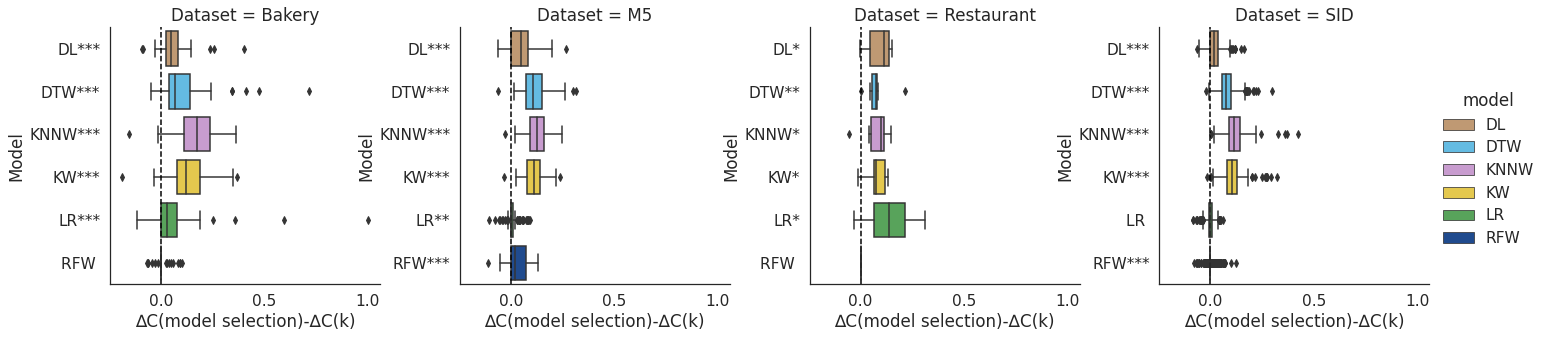 Dataset = Bakery
Model
DL***
DTW***
KNNW***
KW***
LR***
RFW
0.0 0.5 1.0
ΔC(model selection)-ΔC(k)
Dataset = M5
Model
DL***
DTW***
KNNW***
KW***
LR**
RFW***
0.0 0.5 1.0
ΔC(model selection)-ΔC(k)
Dataset = Restaurant
Model
DL*
DTW**
KNNW*
KW*
LR*
RFW
0.0 0.5 1.0
ΔC(model selection)-ΔC(k)
Dataset = SID
Model
DL***
DTW***
KNNW***
KW***
LR
RFW***
0.0 0.5 1.0
ΔC(model selection)-ΔC(k)
model
DL
DTW
KNNW
KW
LR
RFW